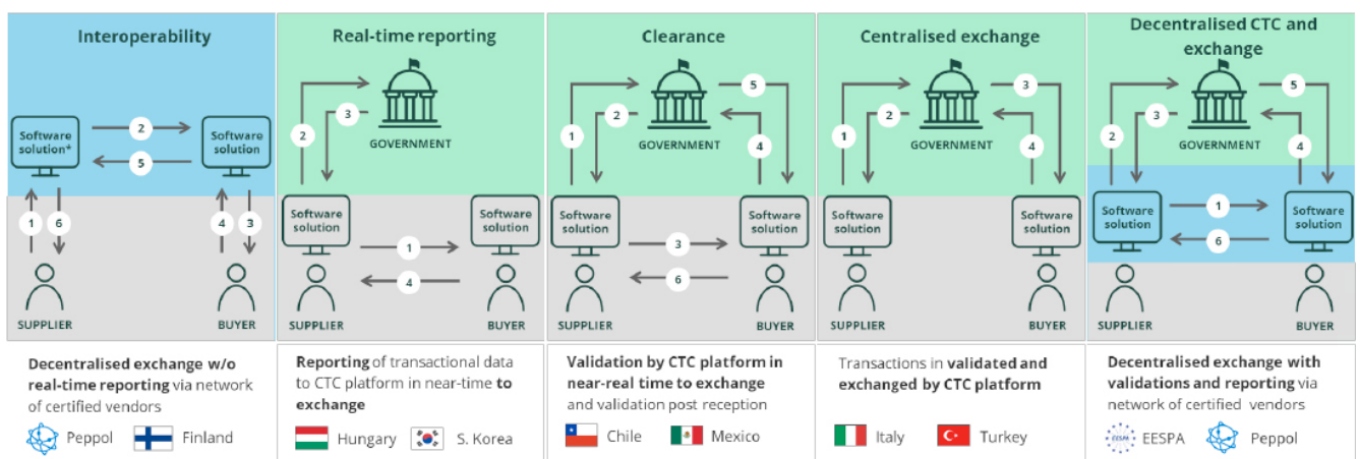 Interoperability
2
Software
solution*
Software
solution
5
1
6
4
3
SUPPLIER
BUYER
Decentralised exchange w/o
real-time reporting via network
of certified vendors
Peppol
Finland
Real-time reporting
2
3
GOVERNMENT
Software
solution
Software
solution
1
4
SUPPLIER
BUYER
Reporting of transactional data
to CTC platform in near-time to
exchange
Hungary
S. Korea
Clearance
5
1
2
4
GOVERNMENT
Software
solution
Software
solution
3
6
SUPPLIER
BUYER
Validation by CTC platform in
near-real time to exchange
and validation post reception
Chile
Mexico
Centralised exchange
3
1
2
4
GOVERNMENT
Software
solution
Software
solution
SUPPLIER
BUYER
Transactions in validated and
exchanged by CTC platform
Italy
Turkey
Decentralised CTC and
exchange
5
2
3
4
GOVERNMENT
Software
solution
Software
solution
1
6
SUPPLIER
BUYER
Decentralised exchange with
validations and reporting via
network of certified vendors
EESPA
Peppol